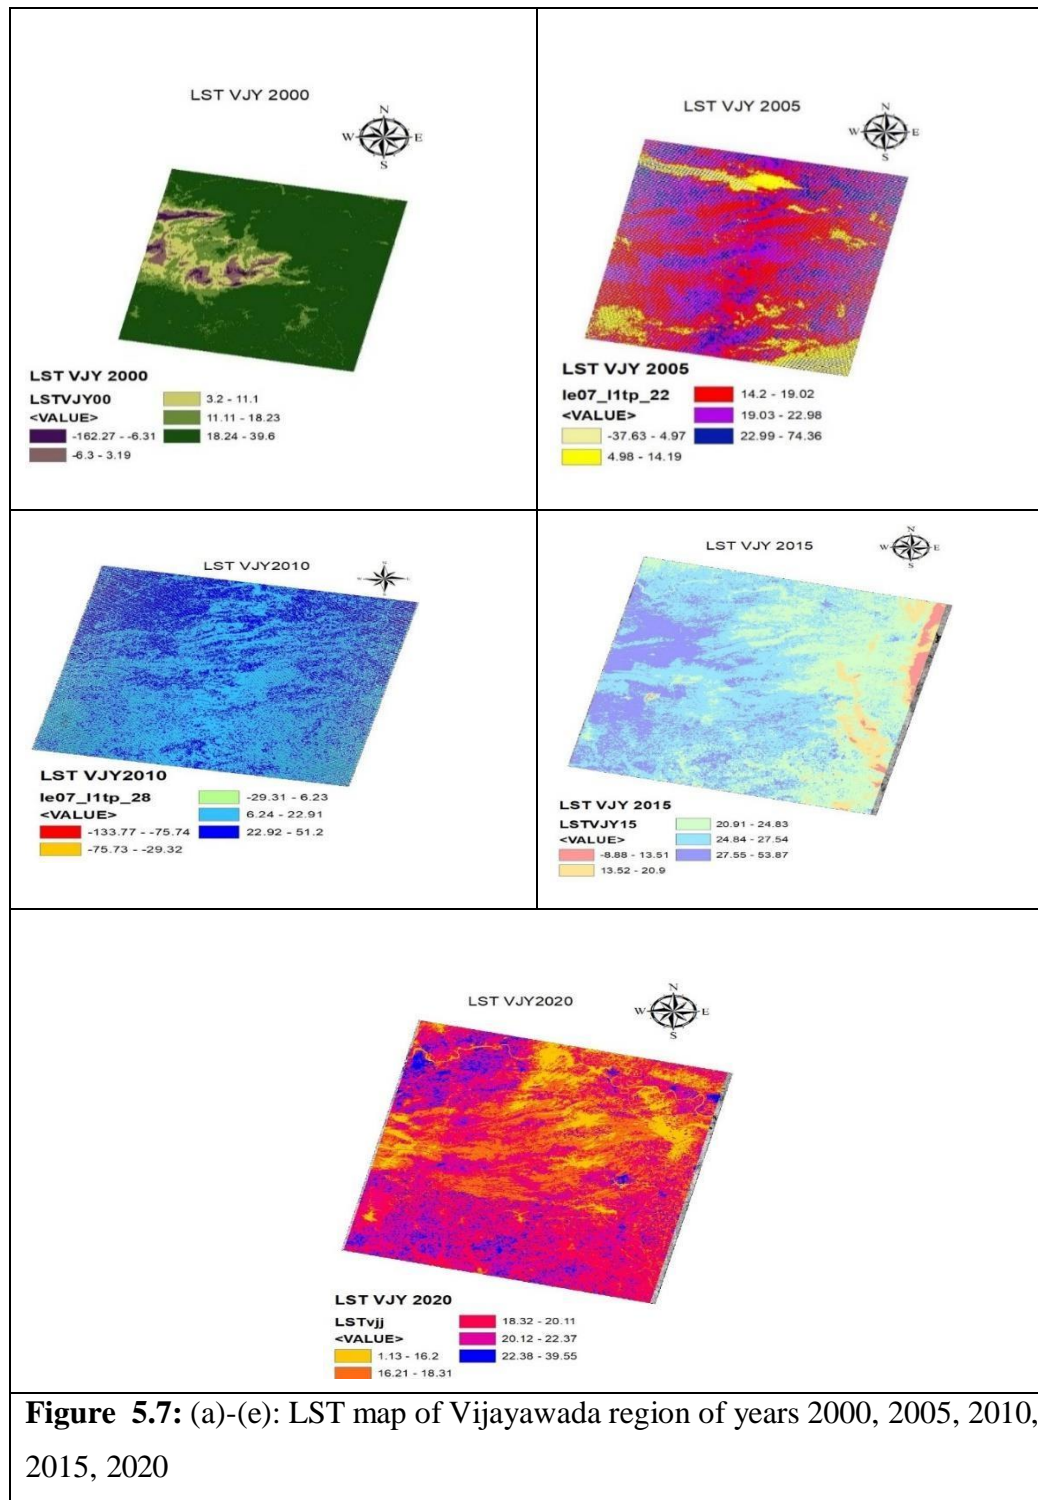 LST VJY 2000
N
W E
S
LST VJY 2000
LSTVJY00
<VALUE>
-162.27 - -6.31
-6.3 - 3.19
3.2 - 11.1
11.11 - 18.23
18.24 - 39.6
LST VJY 2005
N
W E
S
LST VJY 2005
le07_l1tp_22
<VALUE>
-37.63 - 4.97
4.98 - 14.19
14.2 - 19.02
19.03 - 22.98
22.99 - 74.36
LST VJY2010
LST VJY2010
le07_l1tp_28
<VALUE>
-133.77 - -75.74
-75.73 - -29.32
-29.31 - 6.23
6.24 - 22.91
22.92 - 51.2
LST VJY 2015
N
W E
S
LST VJY 2015
LSTVJY15
<VALUE>
-8.88 - 13.51
13.52 - 20.9
20.91 - 24.83
24.84 - 27.54
27.55 - 53.87
LST VJY2020
N
W E
S
LST VJY 2020
LSTvjj
<VALUE>
1.13 - 16.2
16.21 - 18.31
18.32 - 20.11
20.12 - 22.37
22.38 - 39.55
Figure 5.7: (a)-(e): LST map of Vijayawada region of years 2000, 2005, 2010,
2015, 2020